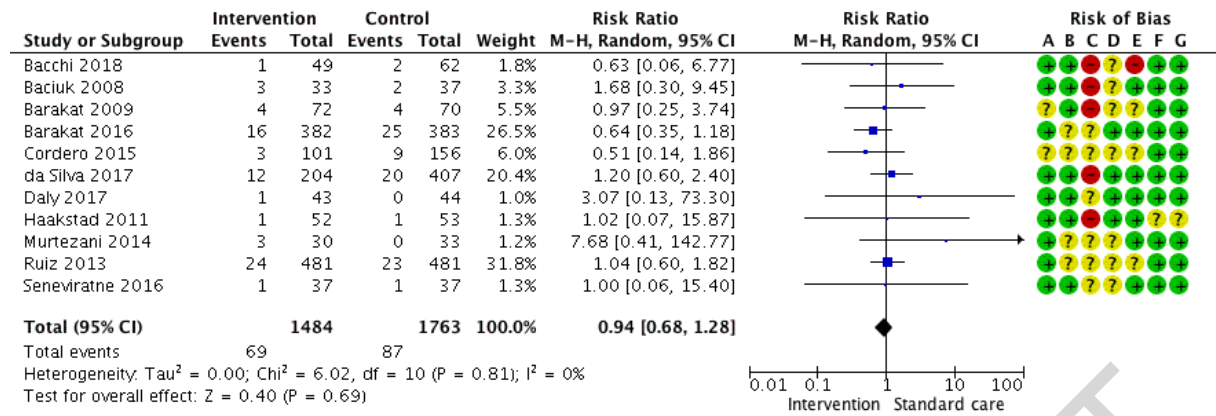 Intervention Control Risk Ratio Risk Ratio Risk of Bias
Study or Subgroup Events Total Events Total Weight M-H, Random, 95% CI M-H, Random, 95% CI A B C D E F G
Bacchi 2018 1 49 2 62 1.8% 0.63 [0.06, 6.77] + + - ? - + +
Baciuk 2008 3 33 2 37 3.3% 1.68 [0.30, 9.45] + + - ? + + +
Barakat 2009 4 72 4 70 5.5% 0.97 [0.25, 3.74] ? + - ? ? + +
Barakat 2016 16 382 25 383 26.5% 0.64 [0.35, 1.18] + ? ? + + + +
Cordero 2015 3 101 9 156 6.0% 0.51 [0.14, 1.86] ? ? ? ? ? + +
da Silva 2017 12 204 20 407 20.4% 1.20 [0.60, 2.40] + + - + + + +
Daly 2017 1 43 0 44 1.0% 3.07 [0.13, 73.30] + + ? + + + +
Haakstad 2011 1 52 1 53 1.3% 1.02 [0.07, 15.87] + + - + + ? ?
Murtezani 2014 3 30 0 33 1.2% 7.68 [0.41, 142.77] + ? ? ? + + +
Ruiz 2013 24 481 23 481 31.8% 1.04 [0.60, 1.82] + ? ? ? ? + +
Seneviratne 2016 1 37 1 37 1.3% 1.00 [0.06, 15.40] + + ? + + + +
Total (95% CI) 1484 1763 100.0% 0.94 [0.68, 1.28]
Total events 69 87
Heterogeneity: Tau² = 0.00; Chi² = 6.02, df = 10 (P = 0.81); I² = 0%
Test for overall effect: Z = 0.40 (P = 0.69)
0.01 0.1 1 10 100
Intervention Standard care